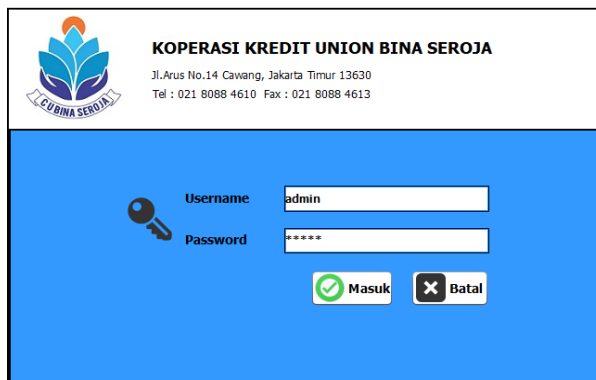 KOPERASI KREDIT UNION BINA SEROJA
Jl.Arus No.14 Cawang, Jakarta Timur 13630
Tel : 021 8088 4610 Fax : 021 8088 4613
CU BINA SEROJA
Username admin
Password *****
Masuk Batal